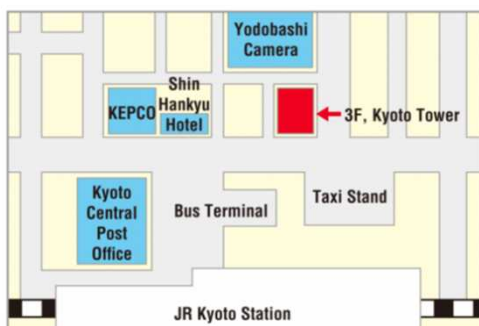 Yodobashi
Camera
Shin
Hankyu
Hotel
KEPCO
3F, Kyoto Tower
Kyoto
Central
Post
Office
Bus Terminal
Taxi Stand
JR Kyoto Station